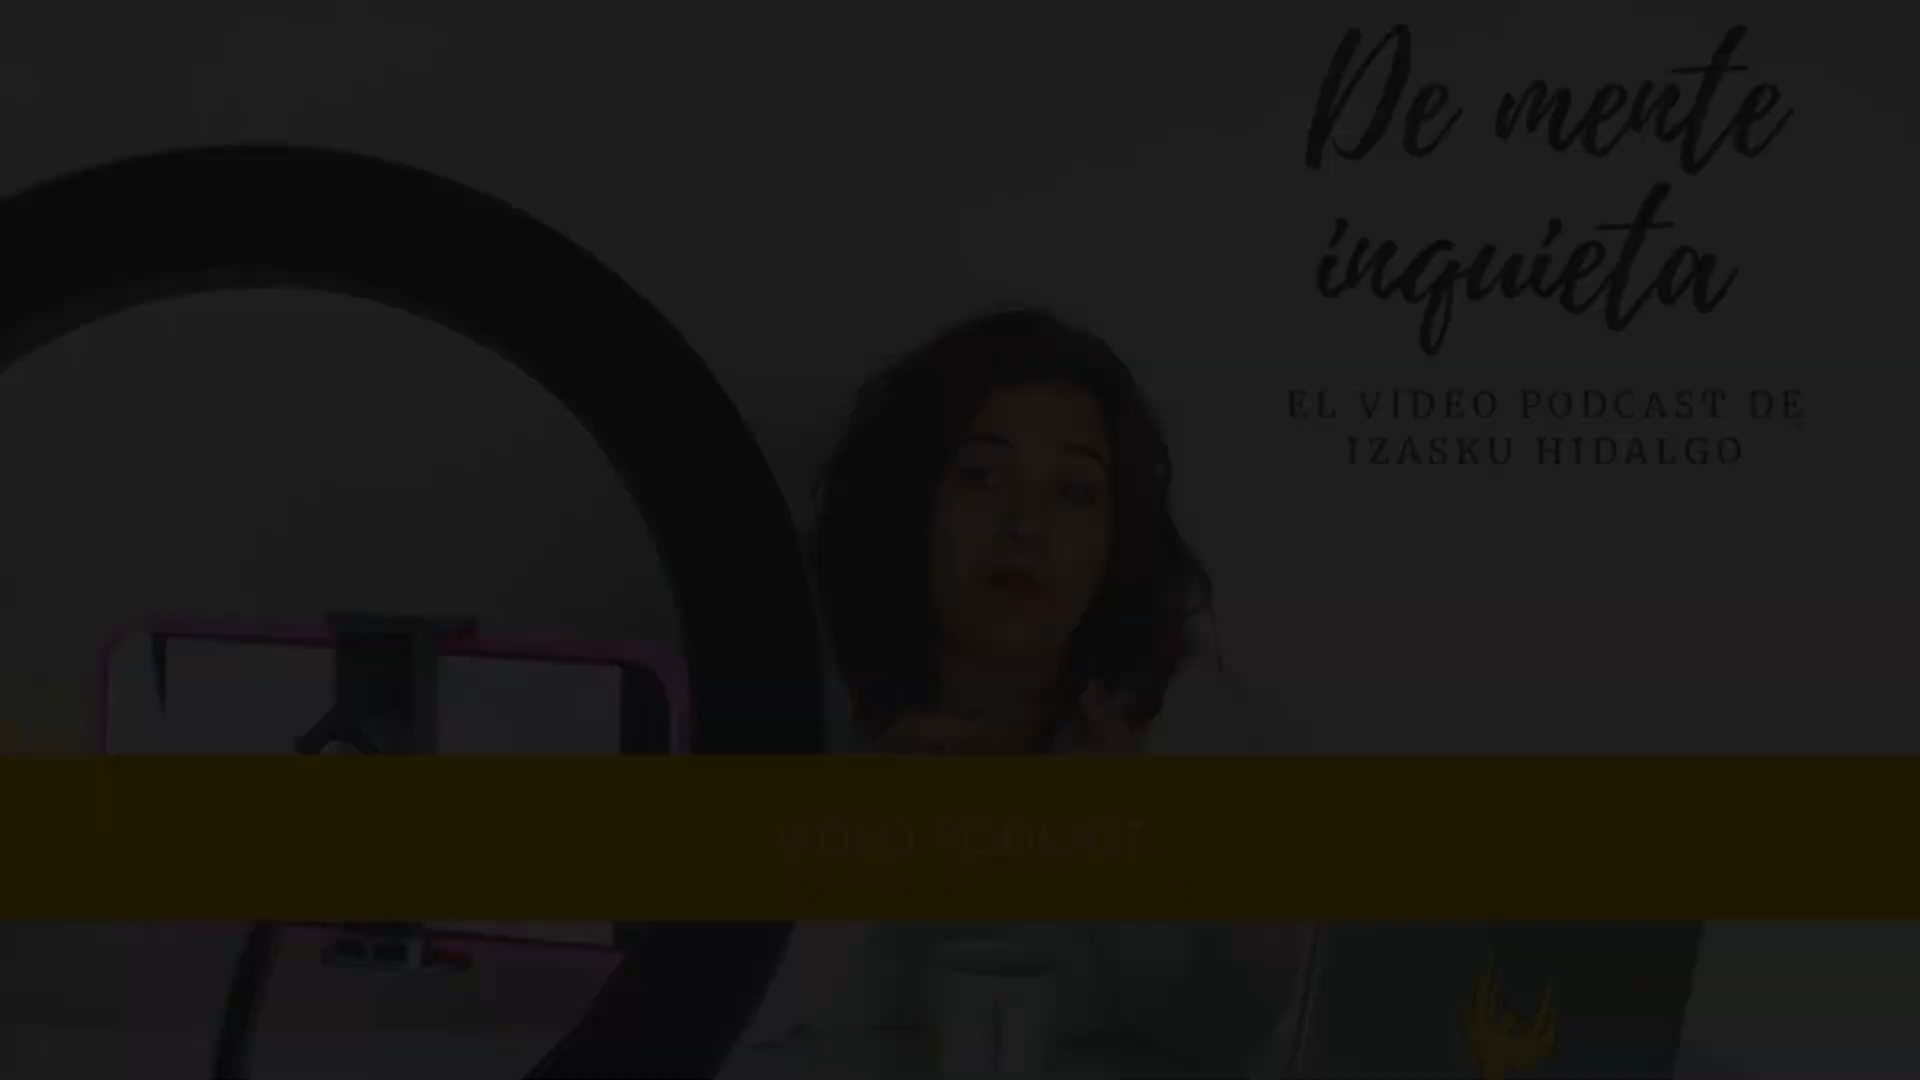 De mente
inquieta
EL VIDEO PODCAST DE
IZASKU HIDALGO
VIDEO PODCAST